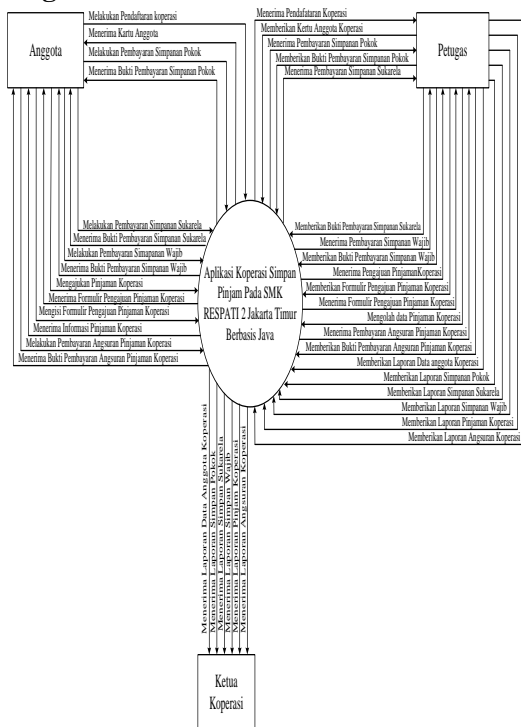 Anggota
Melakukan Pendaftaran koperasi
Menerima Kartu Anggota
Melakukan Pembayaran Simpanan Pokok
Menerima Bukti Pembayaran Simpanan Pokok
Menerima Pendafataran Koperasi
Memberikan Kertu Anggota Koperasi
Menerima Pembayaran Simpanan Pokok
Memberikan Bukti Pembayaran Simpanan Pokok
Menerima Pembayaran Simpanan Sukarela
Petugas
Melakukan Pembayaran Simpanan Sukarela
Menerima Bukti Pembayaran Simpanan Sukarela
Melakukan Pembayaran Simapanan Wajib
Menerima Bukti Pembayaran Simpanan Wajib
Mengajukan Pinjaman Koperasi
Menerima Formulir Pengajuan Pinjaman Koperasi
Mengisi Formulir Pengajuan Pinjaman Koperasi
Menerima Informasi Pinjaman Koperasi
Melakukan Pembayaran Angsuran Pinjaman Koperasi
Menerima Bukti Pembayaran Angsuran Pinjaman Koperasi
Aplikasi Koperasi Simpan
Pinjam Pada SMK
RESPATI 2 Jakarta Timur
Berbasis Java
Memberikan Bukti Pembayaran Simpanan Sukarela
Menerima Pembayaran Simpanan Wajib
Memberikan Bukti Pembayaran Simpanan Wajib
Menerima Pengajuan PinjamanKoperasi
Memberikan Formulir Pengajuan Pinjaman Koperasi
Menerima Formulir Pengajuan Pinjaman Koperasi
Mengolah data Pinjaman Koperasi
Menerima Pembayaran Angsuran Pinjaman Koperasi
Memberikan Bukti Pembayaran Angsuran Pinjaman Koperasi
Memberikan Laporan Data anggota Koperasi
Memberikan Laporan Simpanan Pokok
Memberikan Laporan Simpanan Sukarela
Memberikan Laporan Simpanan Wajib
Memberikan Laporan Pinjaman Koperasi
Memberikan Laporan Angsuran Koperasi
Menerima Laporan Data Anggota Koperasi
Menerima Laporan Simpan Pokok
Menerima Laporan Simpan Sukarela
Menerima Laporan Simpan Wajib
Menerima Laporan Pinjam Koperasi
Menerima Laporan Angsuran Koperasi
Ketua
Koperasi